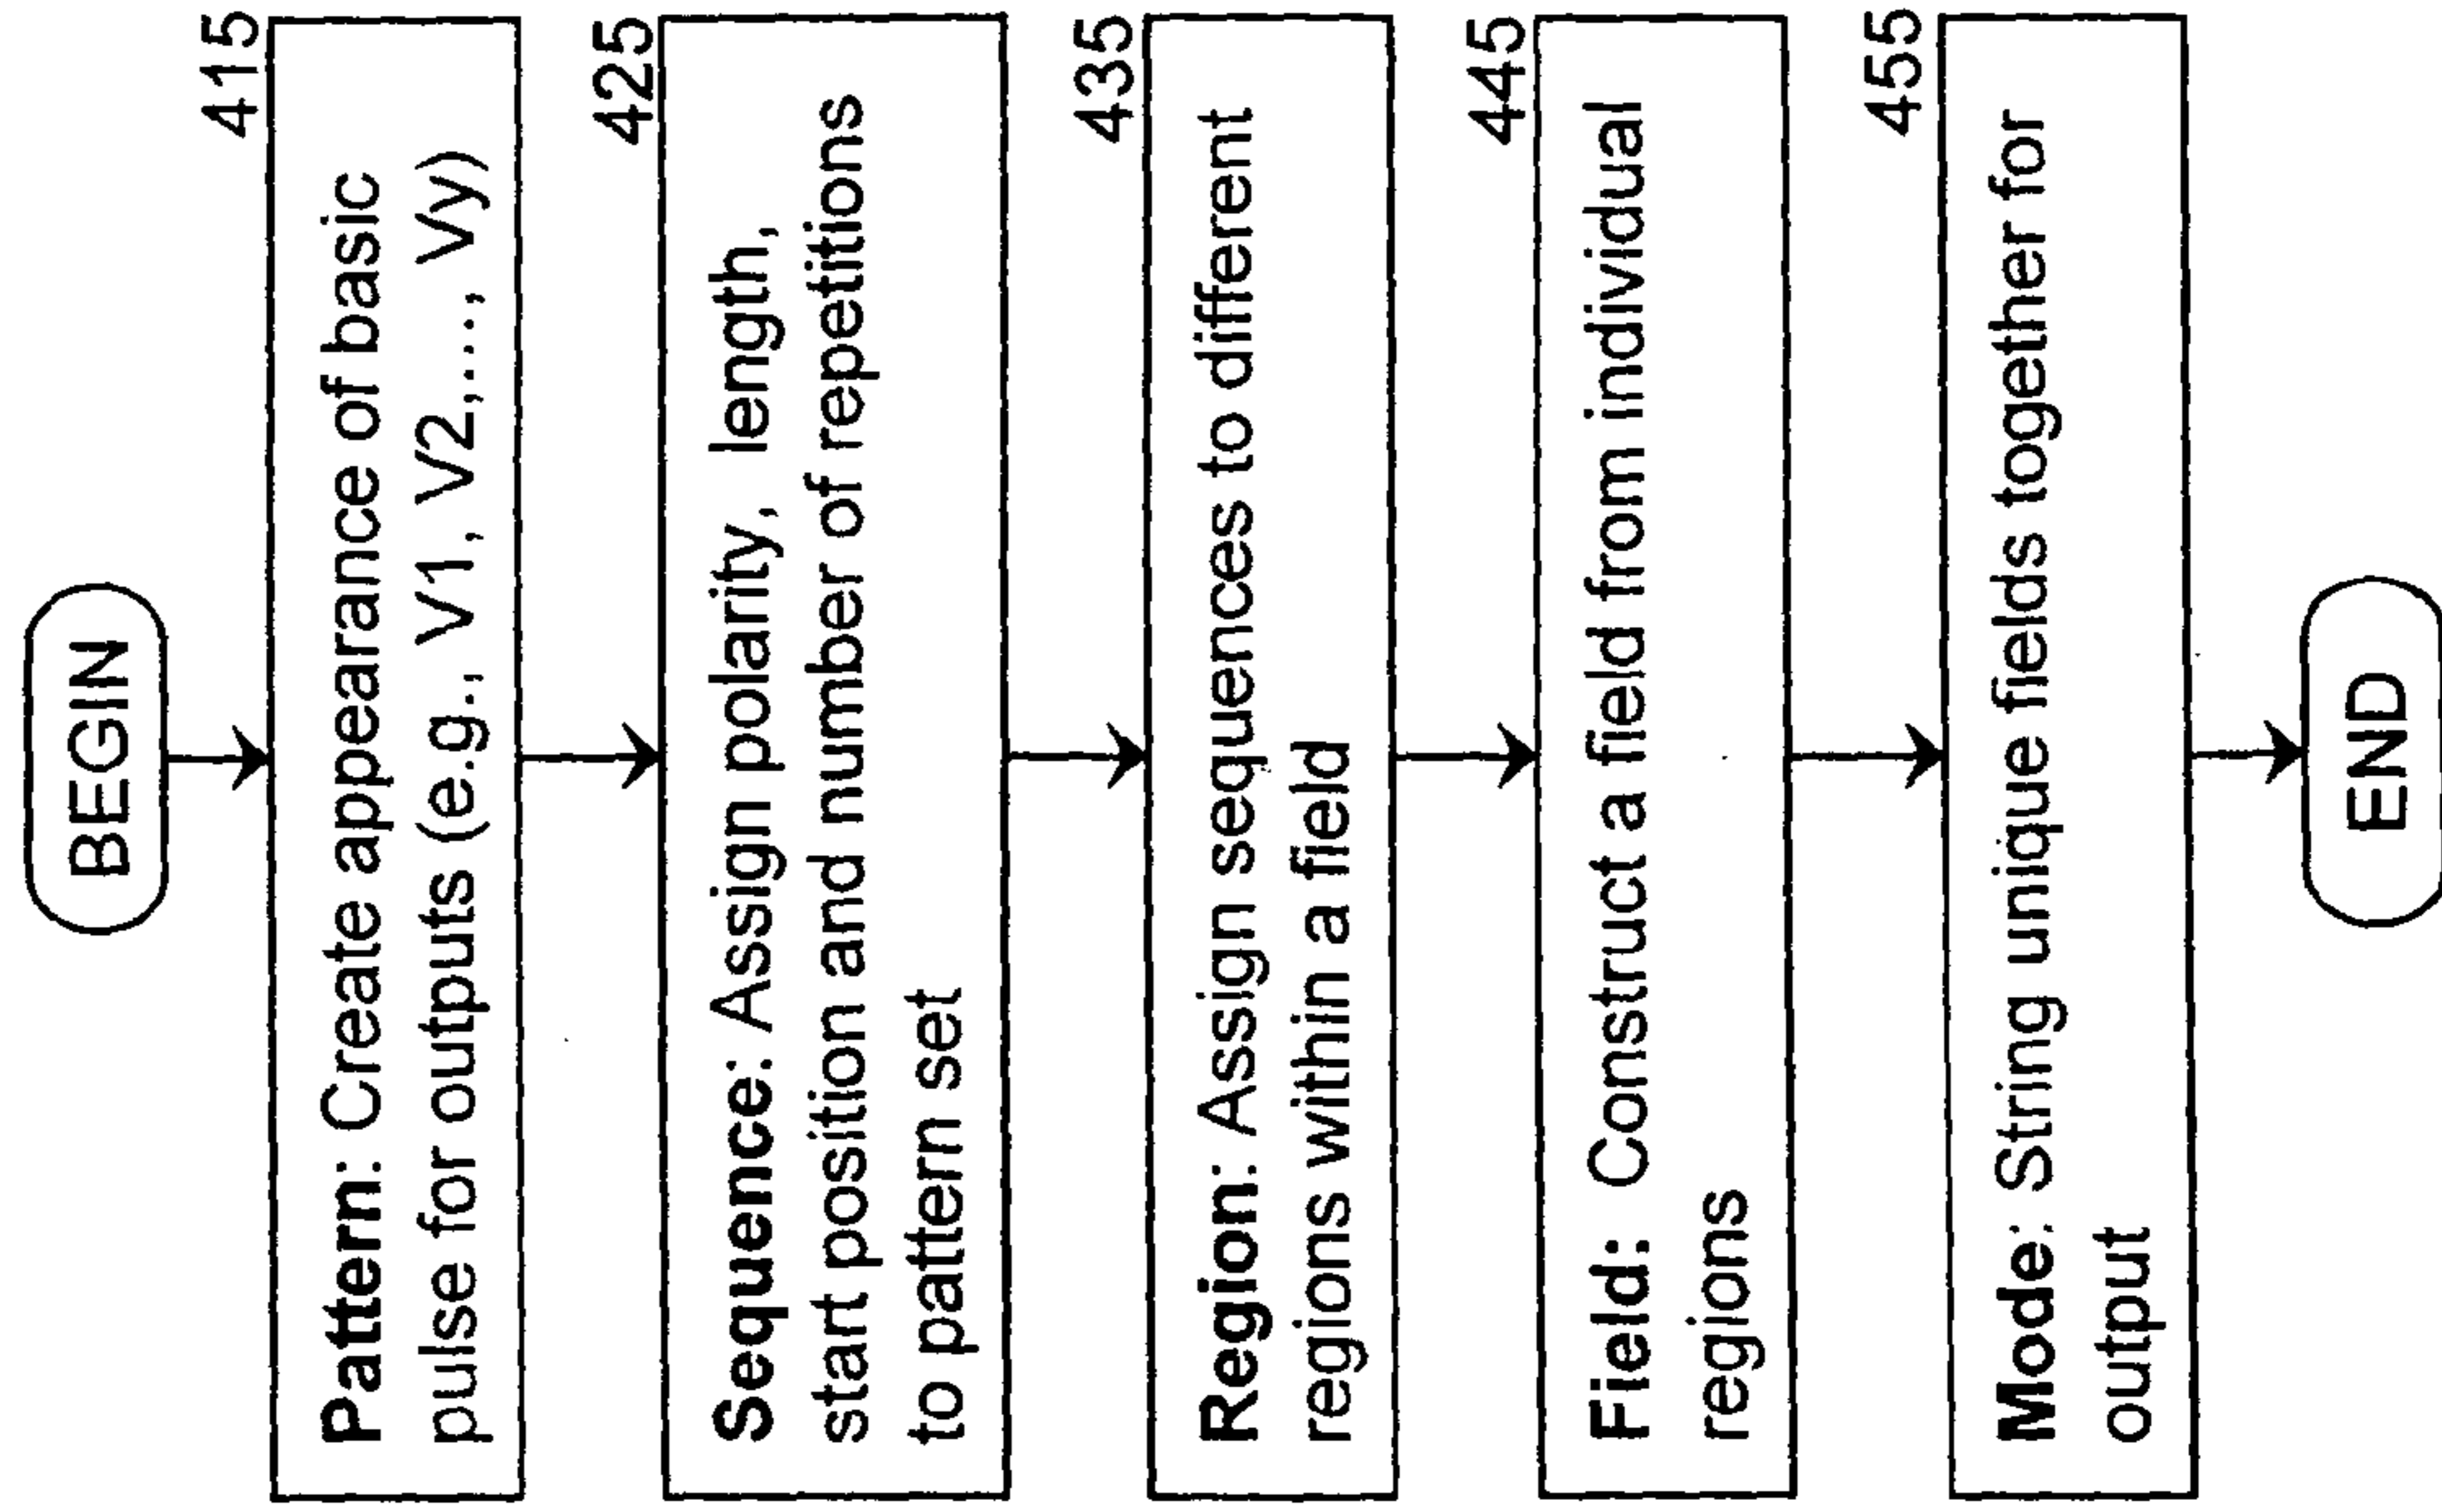 BEGIN
415
Pattern: Create appearance of basic
pulse for outputs (e.g., V1, V2,..., Vy)
425
Sequence: Assign polarity, length,
start position and number of repetitions
to pattern set
435
Region: Assign sequences to different
regions within a field
445
Field: Construct a field from individual
regions
455
Mode: String unique fields together for
output
END